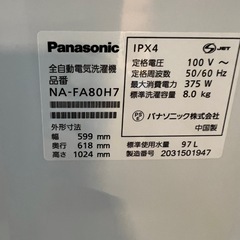 Panasonic
全自動電気洗濯機
品番
NA-FA80H7
外形寸法
幅 599 mm
奥行 618 mm
高さ 1024 mm
IPX4
JET
定格電圧 100 V~
定格周波数 50/60 Hz
最大消費電力 375 W
標準洗濯容量 8.0 kg
パナソニック株式会社
中国製
標準使用水量 97 L
製造番号 2031501947